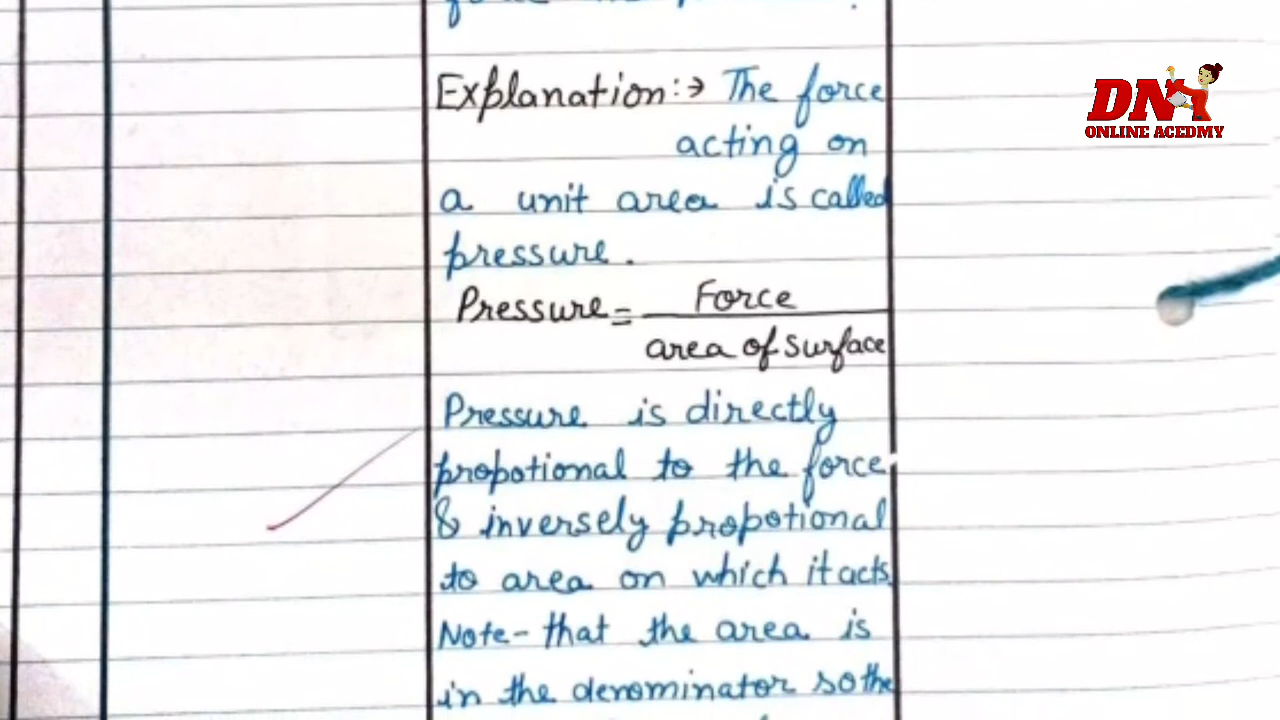 Explanation:→ The force
acting on
a unit area is called
pressure.
Pressure = Force
area of surface
Pressure is directly
propotional to the force
& inversely propotional
to area on which it acts
Note- that the area is
in the denominator so the
DNY
ONLINE ACEDMY